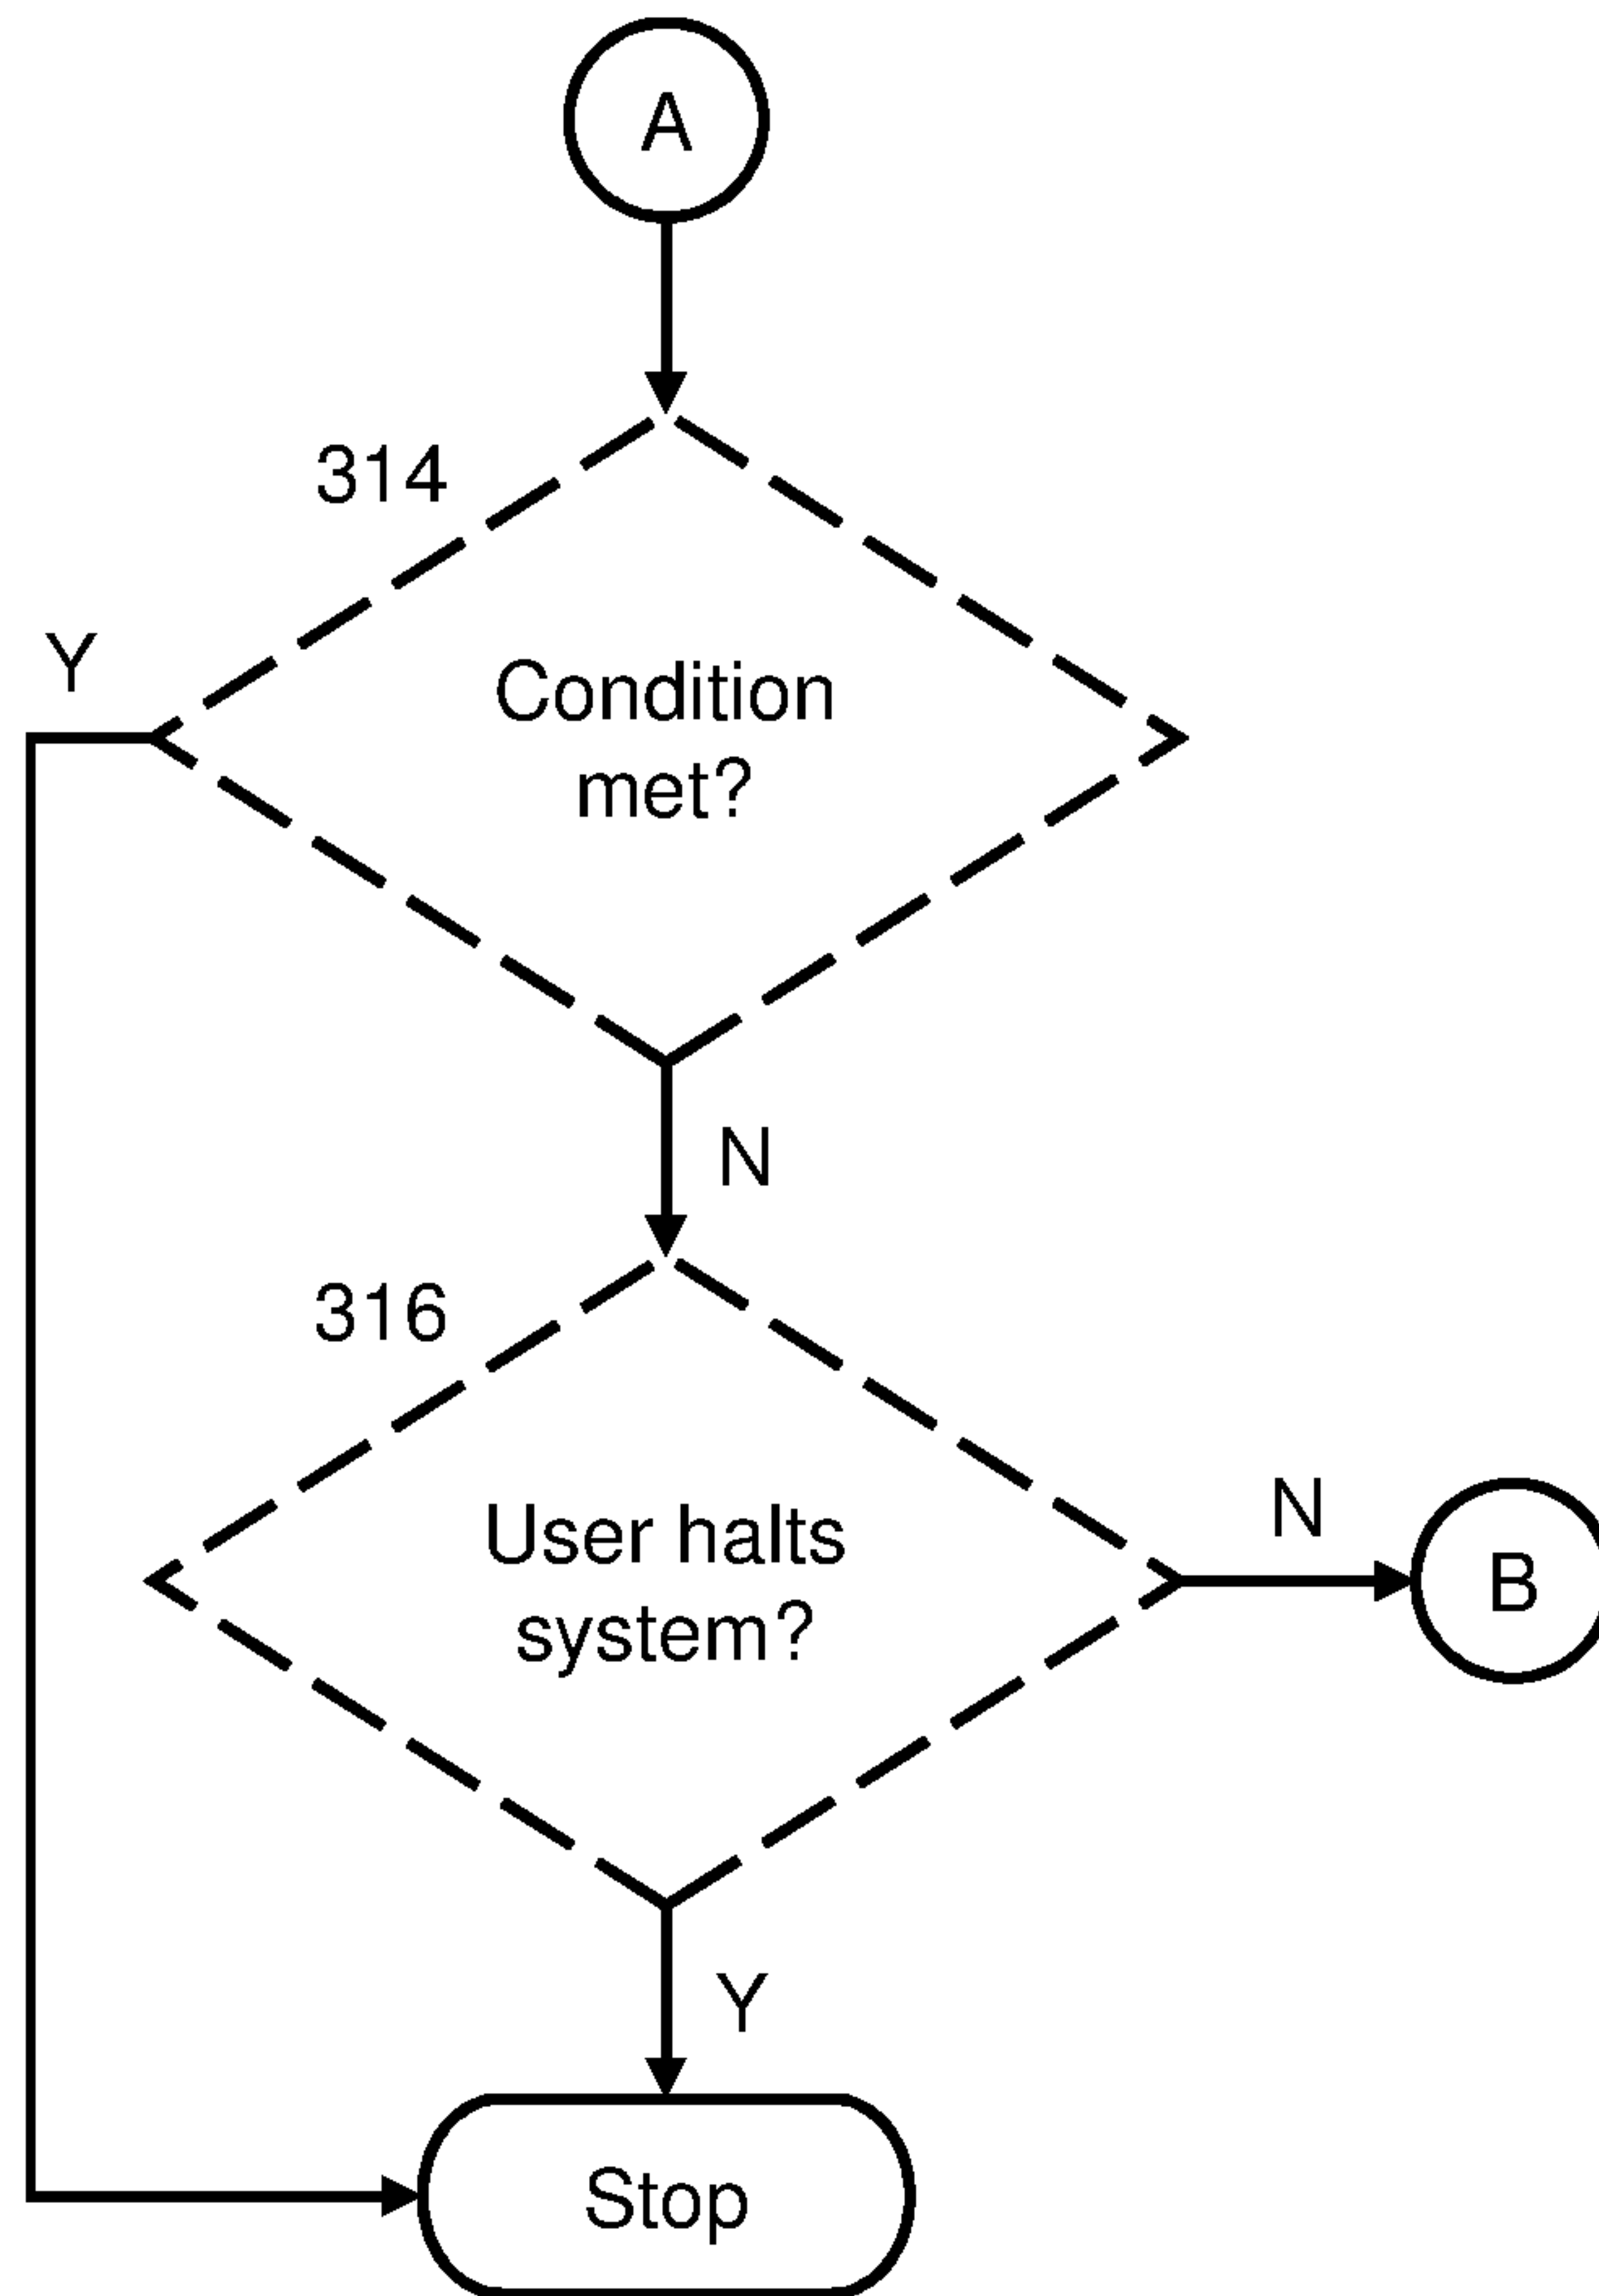 A
314
Y
Condition
met?
N
316
User halts
system?
N
B
Y
Stop